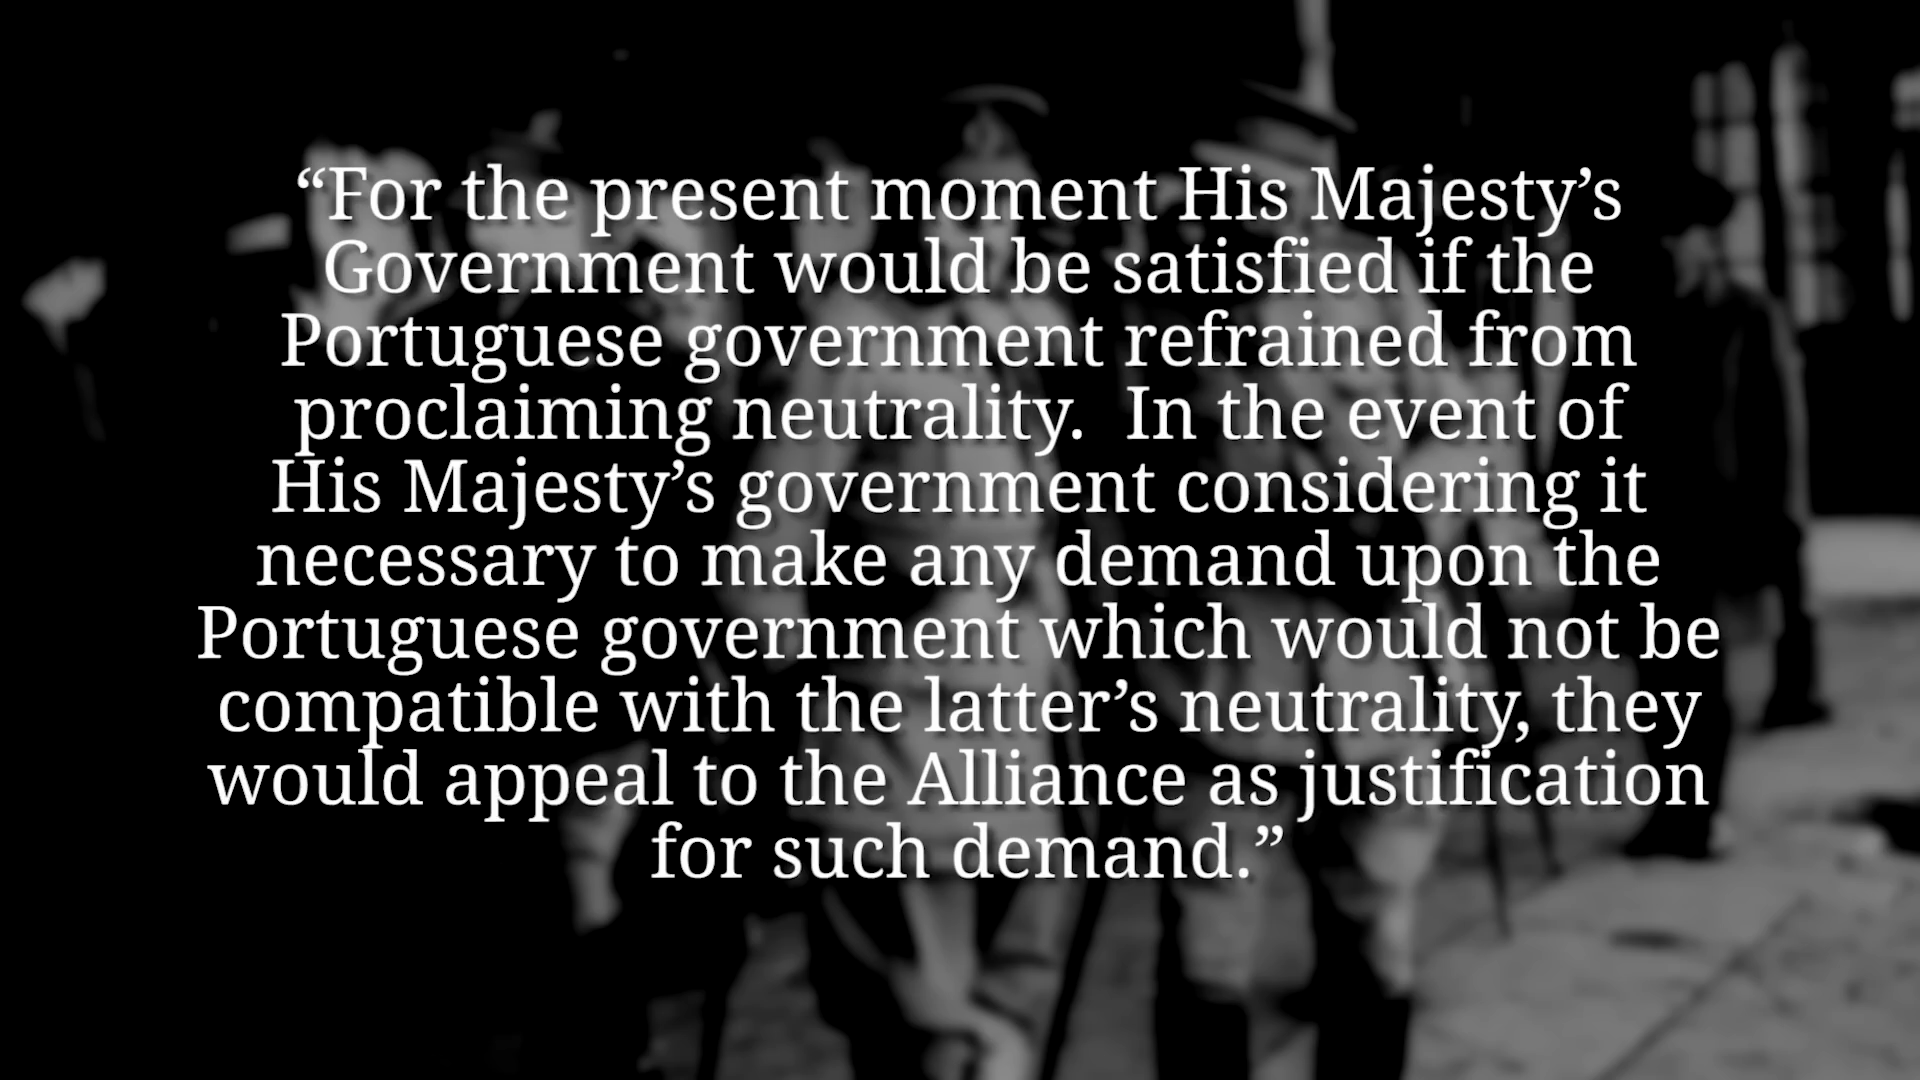 “For the present moment His Majesty’s
Government would be satisfied if the
Portuguese government refrained from
proclaiming neutrality.  In the event of
His Majesty’s government considering it
necessary to make any demand upon the
Portuguese government which would not be
compatible with the latter’s neutrality, they
would appeal to the Alliance as justification
for such demand.”